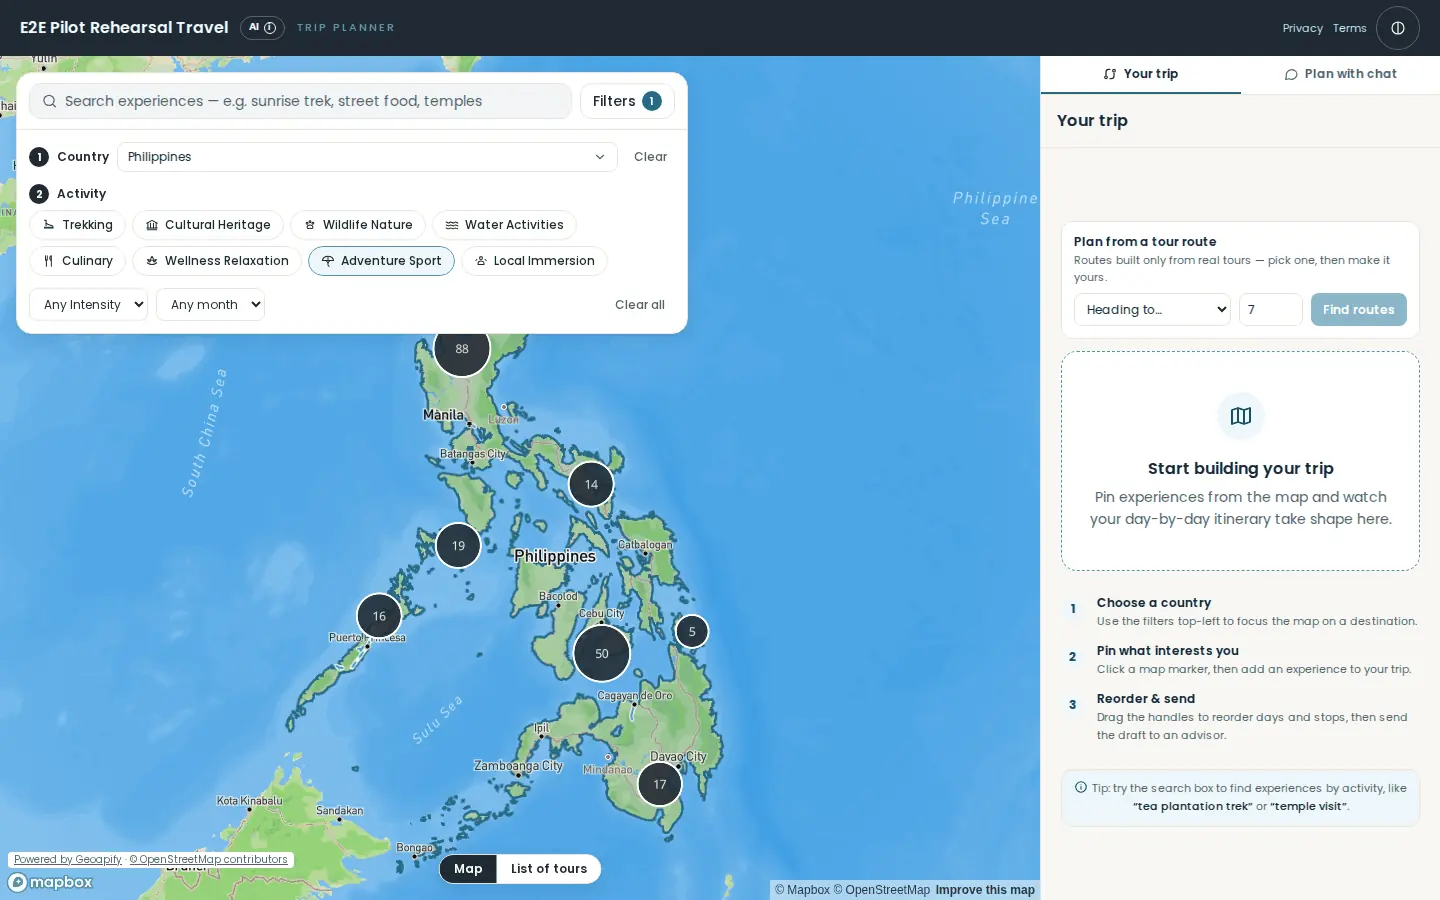 E2E Pilot Rehearsal Travel
AI
TRIP PLANNER
Privacy
Terms
Yulin
Search experiences — e.g. sunrise trek, street food, temples
Filters 1
1 Country
Philippines
Clear
2 Activity
Trekking
Cultural Heritage
Wildlife Nature
Water Activities
Culinary
Wellness Relaxation
Adventure Sport
Local Immersion
Any Intensity
Any month
Clear all
Philippine
Sea
South China Sea
88
Manila
Luzon
Batangas City
14
19
Philippines
Catbalogan
Bacolod
Cebu City
16
Puerto Princesa
5
50
Cagayan de Oro
Sulu Sea
Ipil
Zamboanga City
Mindanao
Davao City
17
Kota Kinabalu
Sandakan
Bongao
Powered by Geoapify · © OpenStreetMap contributors
mapbox
Map
List of tours
© Mapbox © OpenStreetMap Improve this map
Your trip
Plan with chat
Your trip
Plan from a tour route
Routes built only from real tours — pick one, then make it
yours.
Heading to...
7
Find routes
Start building your trip
Pin experiences from the map and watch
your day-by-day itinerary take shape here.
1
Choose a country
Use the filters top-left to focus the map on a destination.
2
Pin what interests you
Click a map marker, then add an experience to your trip.
3
Reorder & send
Drag the handles to reorder days and stops, then send
the draft to an advisor.
Tip: try the search box to find experiences by activity, like
“tea plantation trek” or “temple visit”.